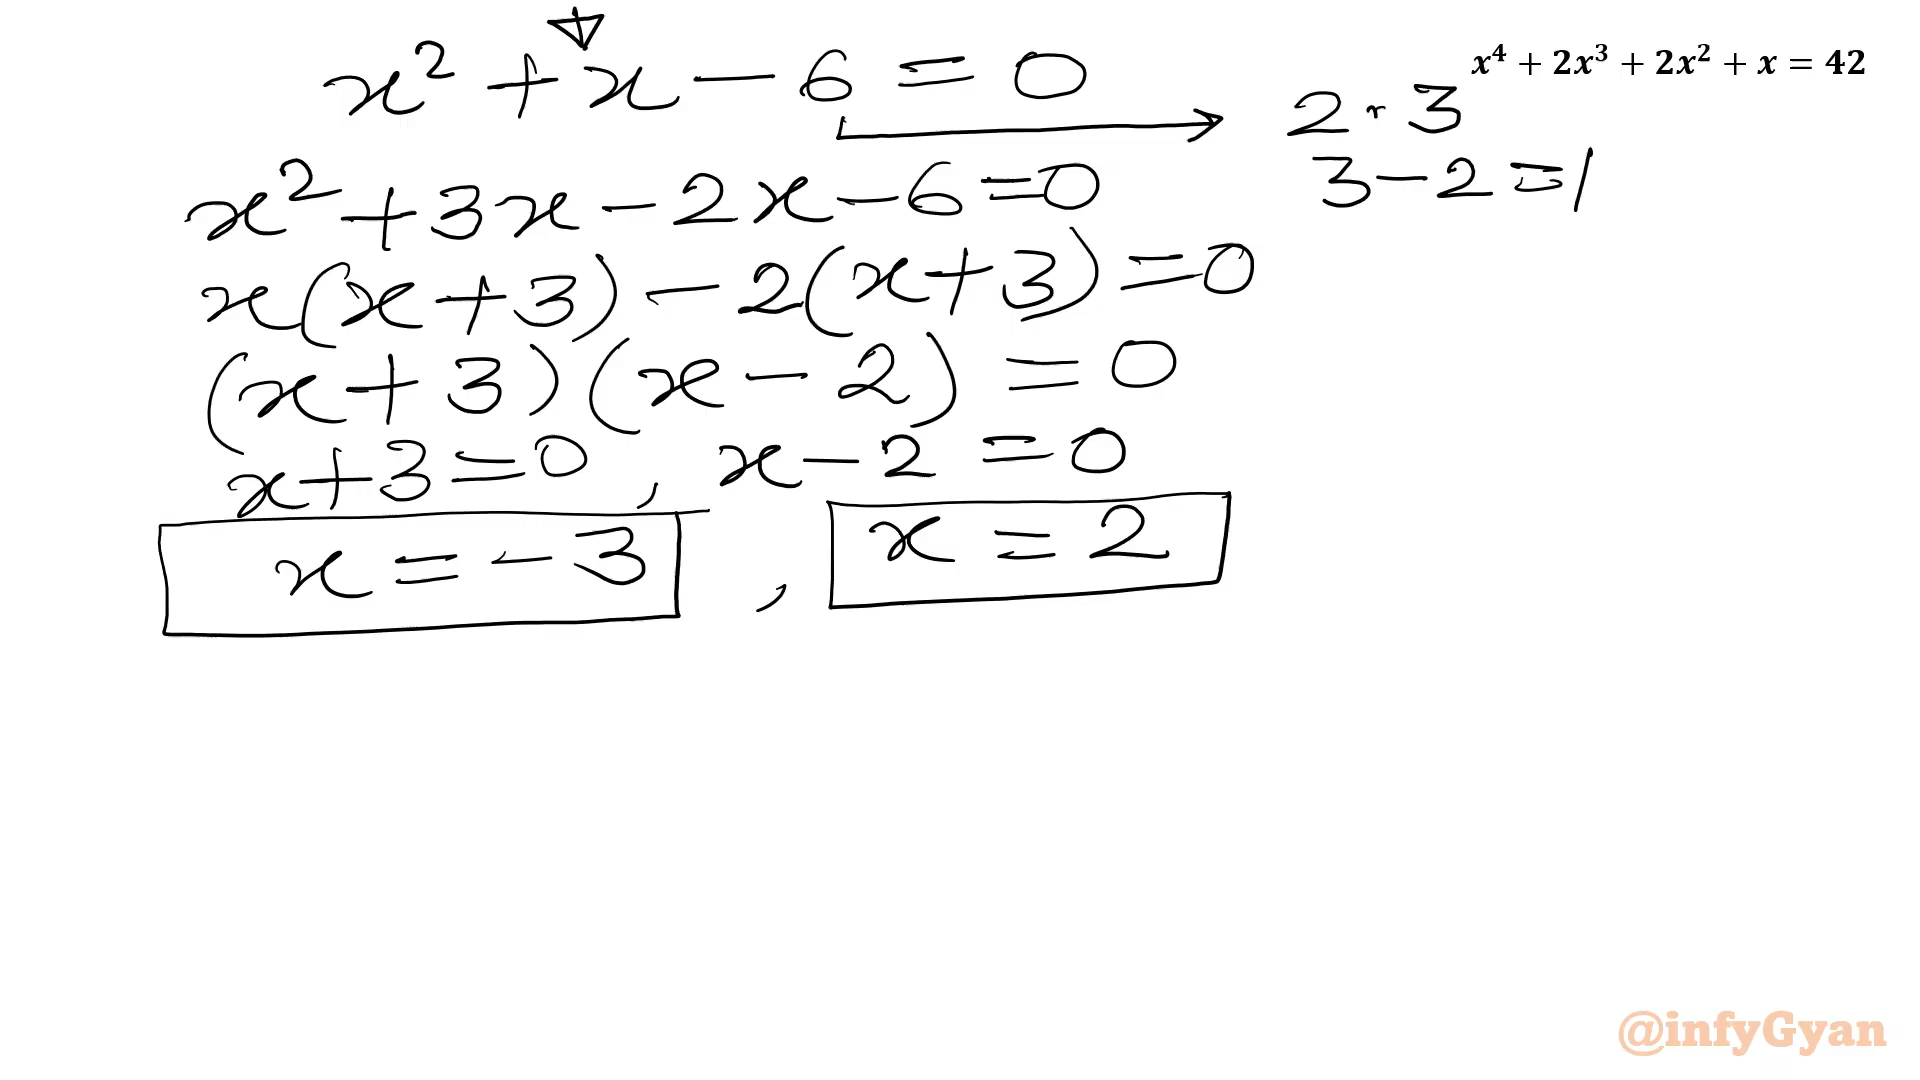 x² + x − 6 = 0
x⁴ + 2x³ + 2x² + x = 42
2 · 3
3 − 2 = 1
x² + 3x − 2x − 6 = 0
x(x + 3) − 2(x + 3) = 0
(x + 3)(x − 2) = 0
x + 3 = 0 , x − 2 = 0
x = − 3 , x = 2
@infyGyan